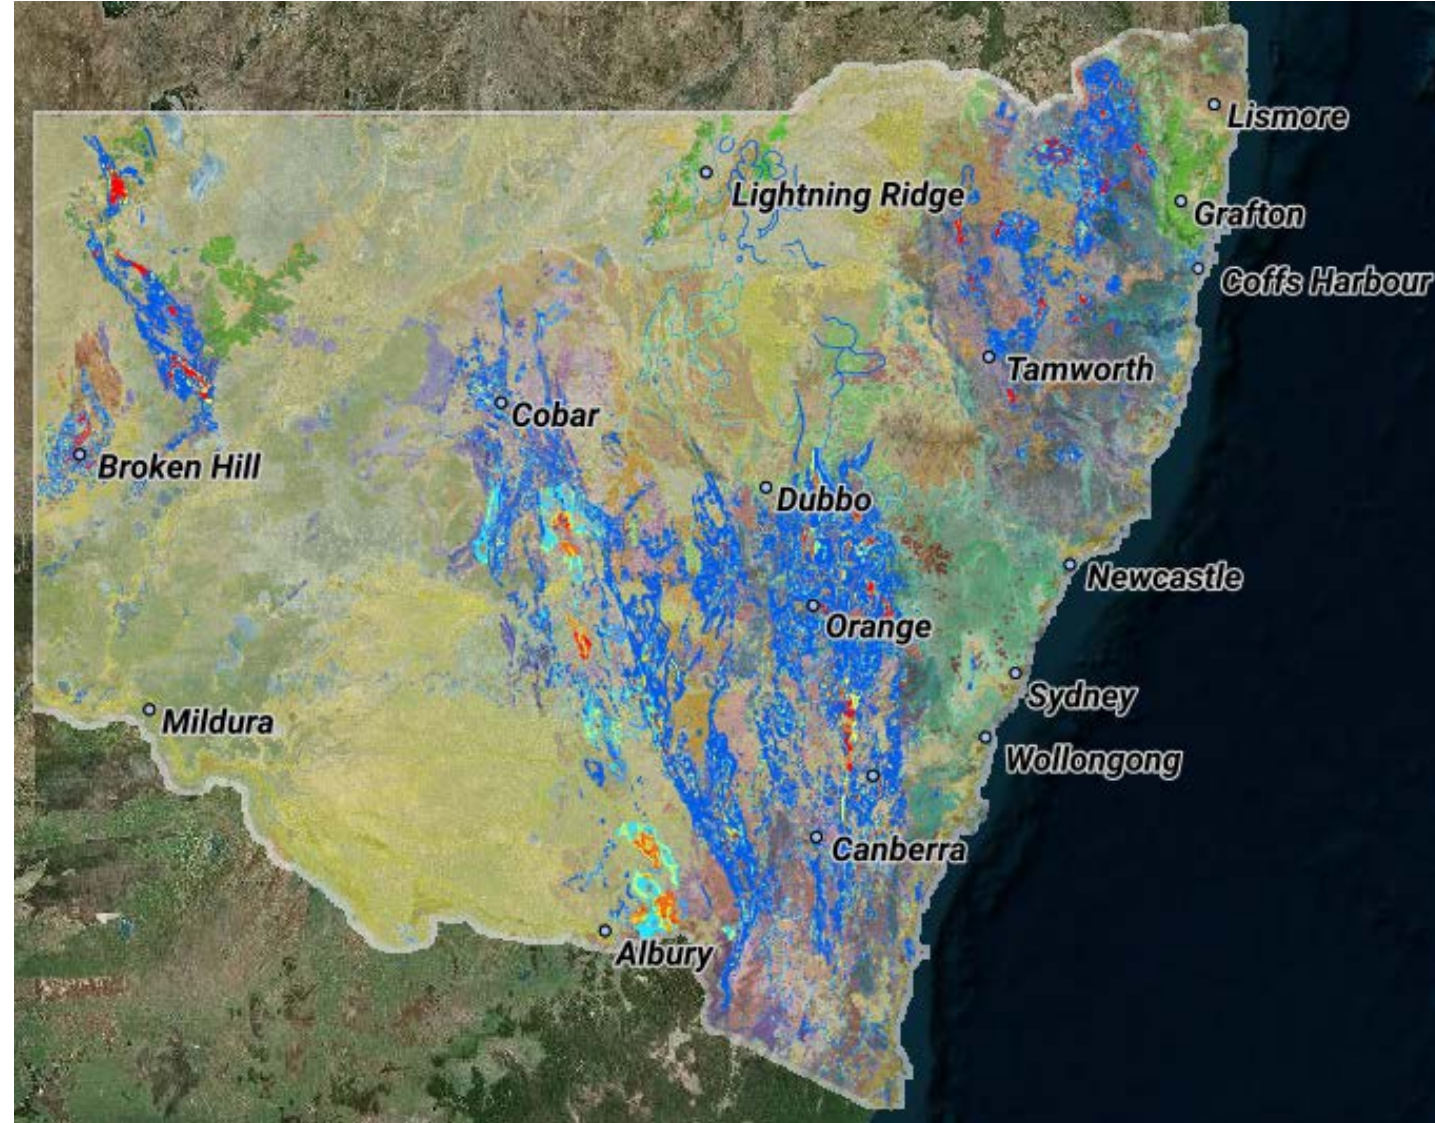 Lismore
Lightning Ridge
Grafton
Coffs Harbour
Tamworth
Cobar
Broken Hill
Dubbo
Newcastle
Orange
Sydney
Mildura
Wollongong
Canberra
Albury